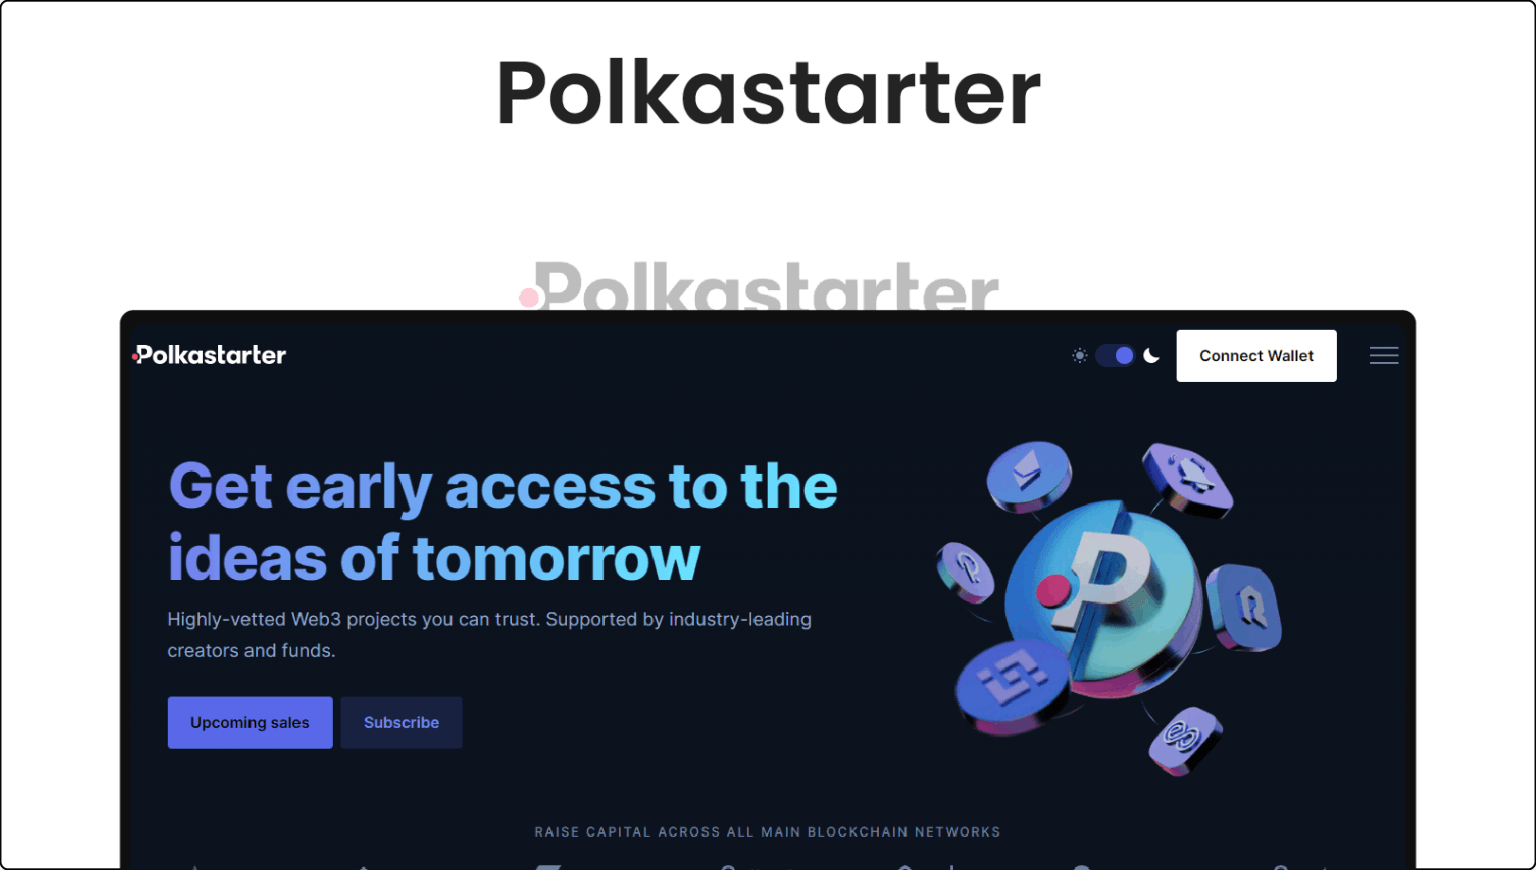 Polkastarter
Polkastarter
Polkastarter
Connect Wallet
Get early access to the
ideas of tomorrow
Highly-vetted Web3 projects you can trust. Supported by industry-leading
creators and funds.
Upcoming sales
Subscribe
RAISE CAPITAL ACROSS ALL MAIN BLOCKCHAIN NETWORKS